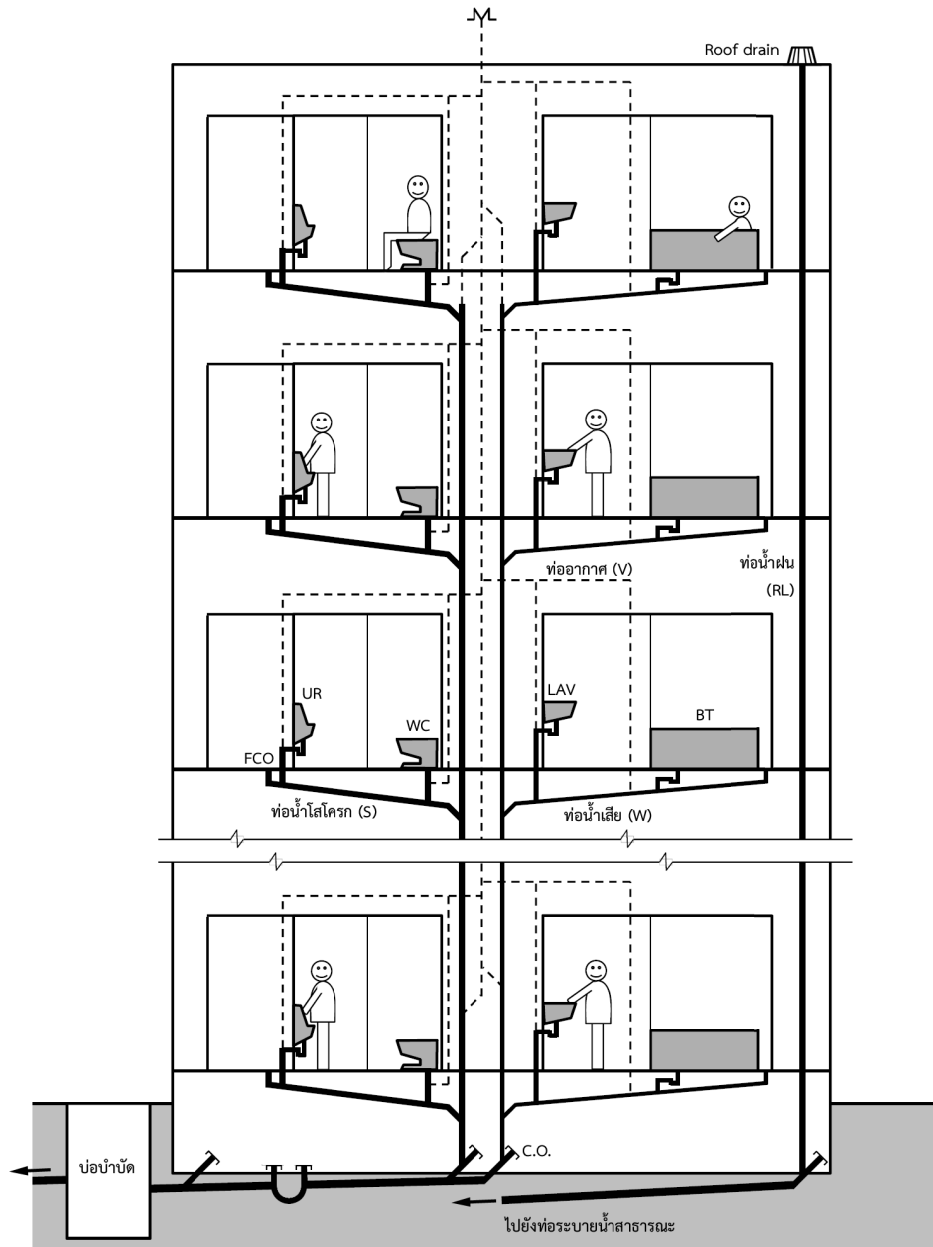 Roof drain
ท่ออากาศ (V)
ท่อน้ำฝน
(RL)
UR
WC
LAV
BT
FCO
ท่อน้ำโสโครก (S)
ท่อน้ำเสีย (W)
C.O.
บ่อบำบัด
ไปยังท่อระบายน้ำสาธารณะ